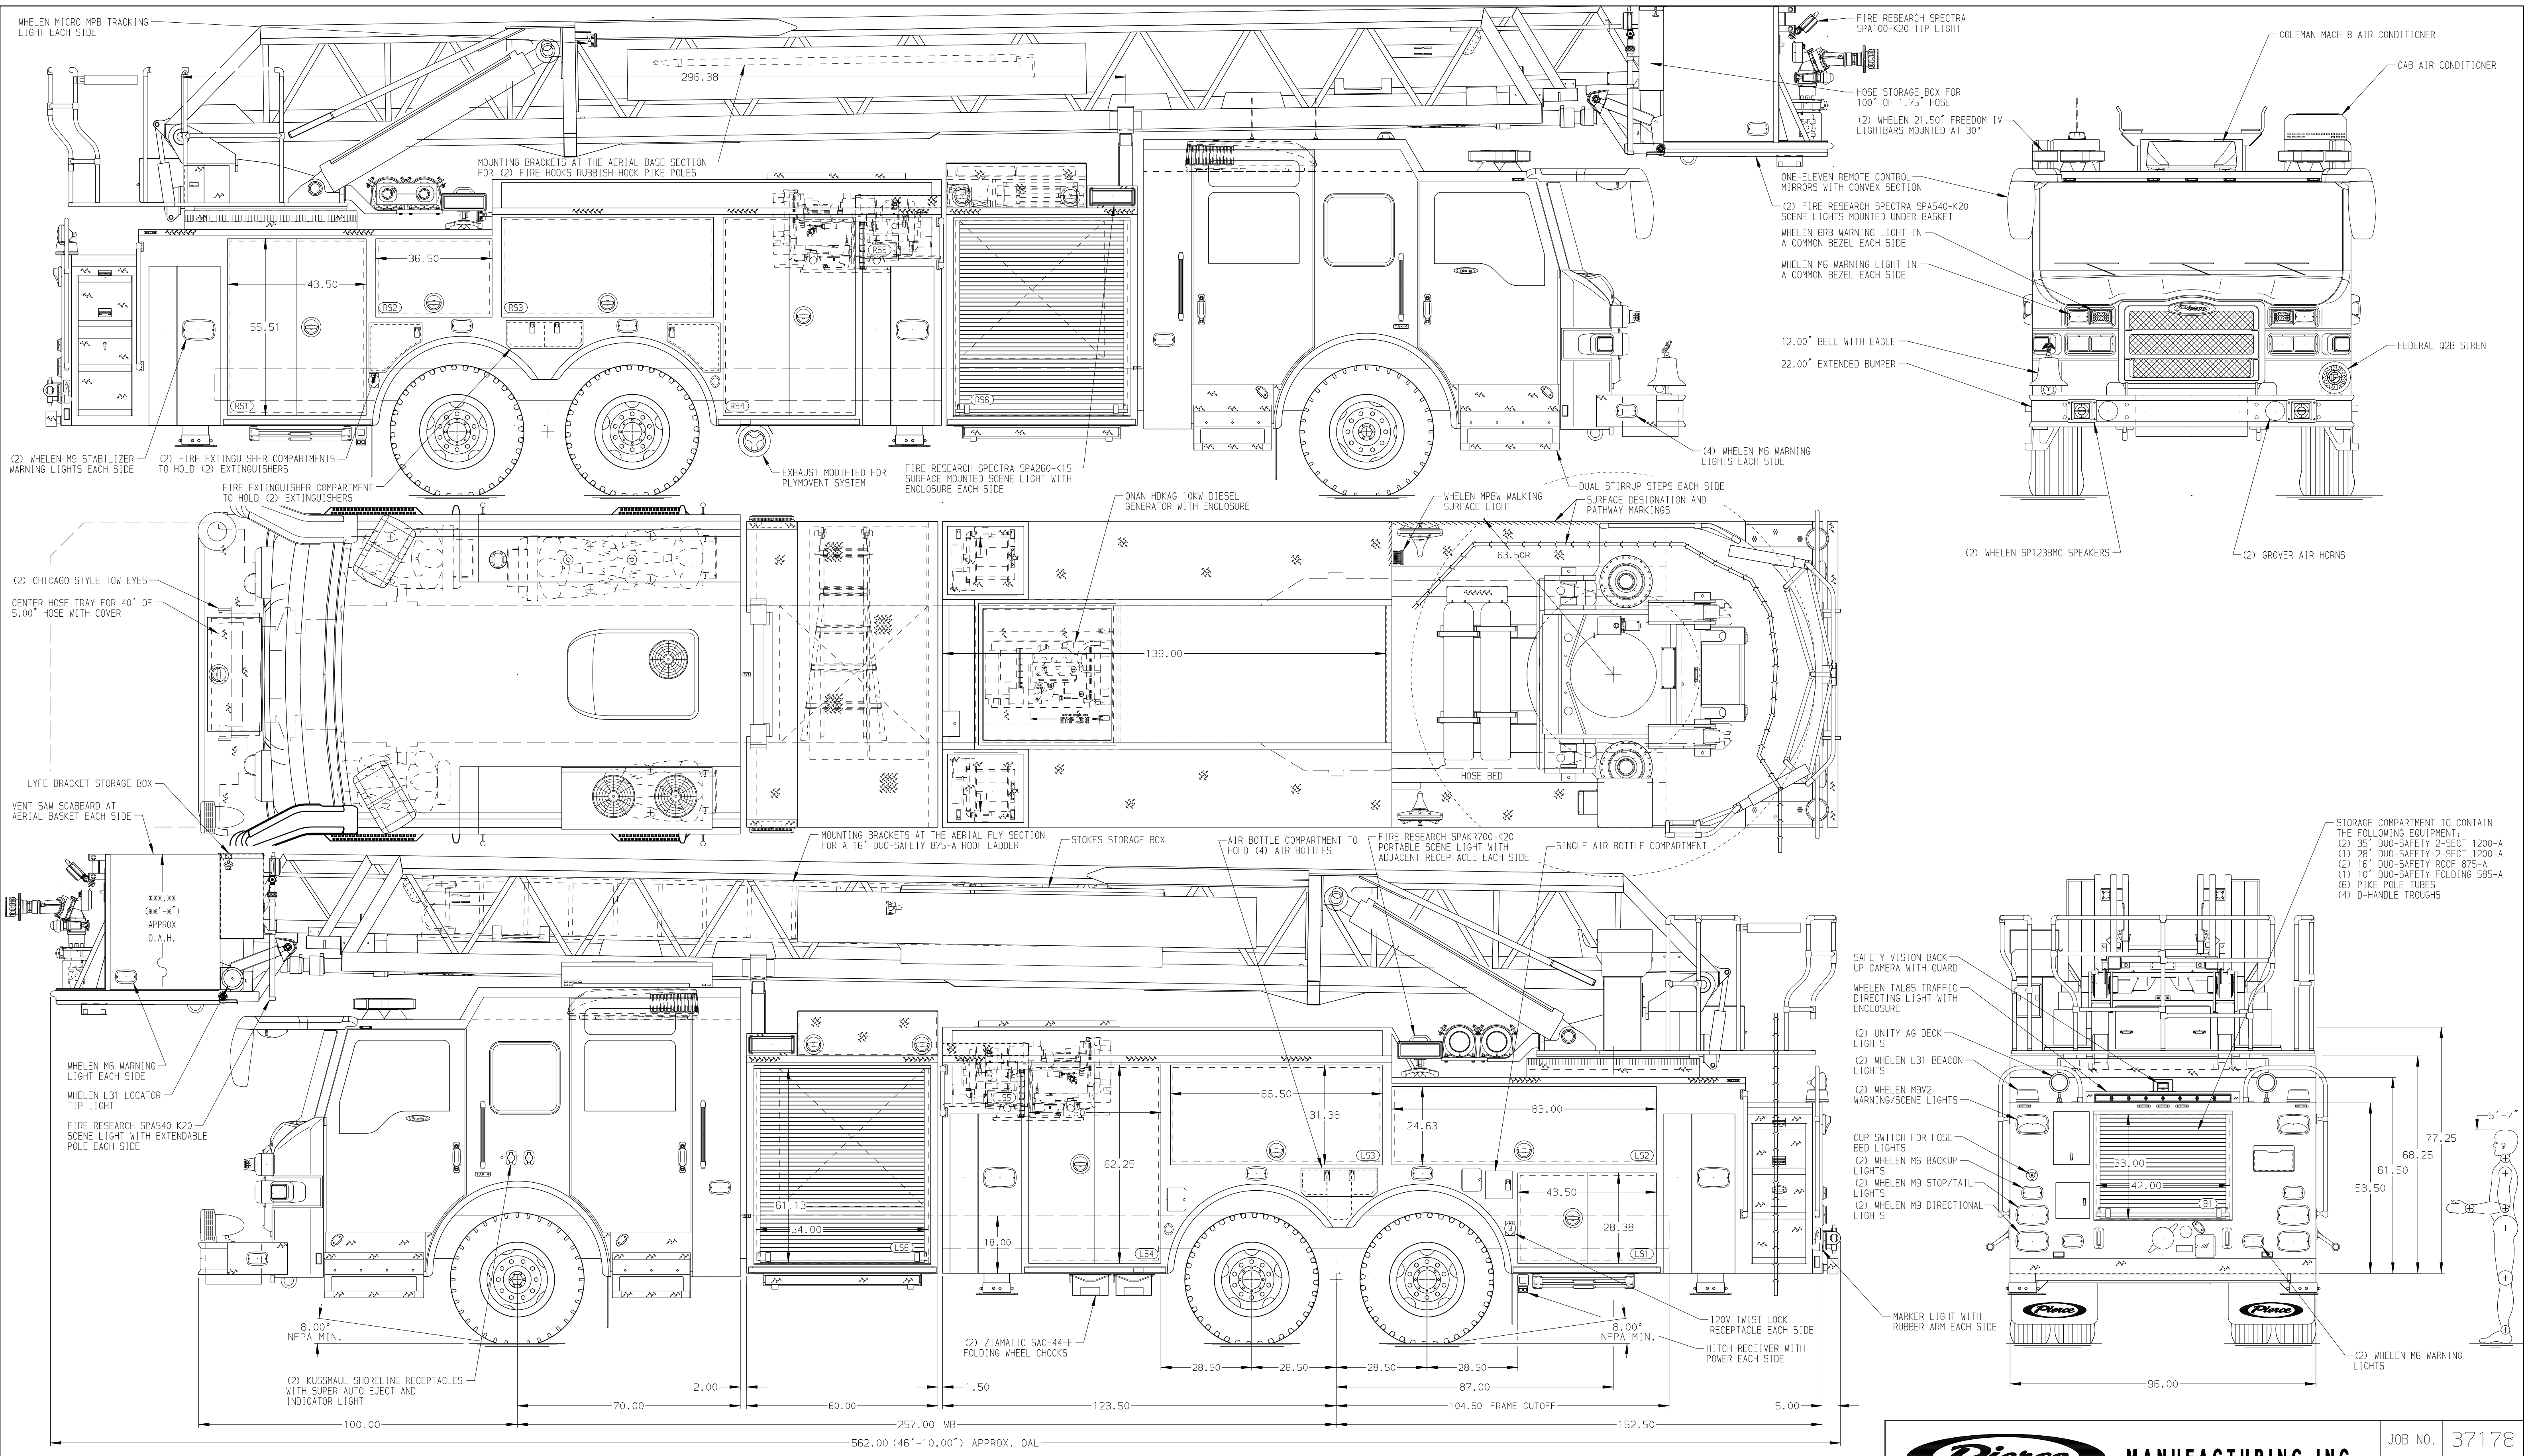 WHELEN MICRO MPB TRACKING
LIGHT EACH SIDE
296.38
MOUNTING BRACKETS AT THE AERIAL BASE SECTION
FOR (2) FIRE HOOKS RUBBISH HOOK PIKE POLES
36.50
43.50
55.51
RS1
RS2
RS3
RS4
RS5
RS6
Pierce
TAK-4
(2) WHELEN M9 STABILIZER
WARNING LIGHTS EACH SIDE
(2) FIRE EXTINGUISHER COMPARTMENTS
TO HOLD (2) EXTINGUISHERS
FIRE EXTINGUISHER COMPARTMENT
TO HOLD (2) EXTINGUISHERS
EXHAUST MODIFIED FOR
PLYMOVENT SYSTEM
FIRE RESEARCH SPECTRA SPA260-K15
SURFACE MOUNTED SCENE LIGHT WITH
ENCLOSURE EACH SIDE
(4) WHELEN M6 WARNING
LIGHTS EACH SIDE
DUAL STIRRUP STEPS EACH SIDE
FIRE RESEARCH SPECTRA
SPA100-K20 TIP LIGHT
HOSE STORAGE BOX FOR
100' OF 1.75" HOSE
(2) WHELEN 21.50" FREEDOM IV
LIGHTBARS MOUNTED AT 30°
ONE-ELEVEN REMOTE CONTROL
MIRRORS WITH CONVEX SECTION
(2) FIRE RESEARCH SPECTRA SPA540-K20
SCENE LIGHTS MOUNTED UNDER BASKET
WHELEN 6RB WARNING LIGHT IN
A COMMON BEZEL EACH SIDE
WHELEN M6 WARNING LIGHT IN
A COMMON BEZEL EACH SIDE
12.00" BELL WITH EAGLE
22.00" EXTENDED BUMPER
COLEMAN MACH 8 AIR CONDITIONER
CAB AIR CONDITIONER
Pierce
FEDERAL Q2B SIREN
(2) WHELEN SP123BMC SPEAKERS
(2) GROVER AIR HORNS
ONAN HDKAG 10KW DIESEL
GENERATOR WITH ENCLOSURE
WHELEN MPBW WALKING
SURFACE LIGHT
SURFACE DESIGNATION AND
PATHWAY MARKINGS
63.50R
139.00
HOSE BED
(2) CHICAGO STYLE TOW EYES
CENTER HOSE TRAY FOR 40' OF
5.00" HOSE WITH COVER
LYFE BRACKET STORAGE BOX
VENT SAW SCABBARD AT
AERIAL BASKET EACH SIDE
MOUNTING BRACKETS AT THE AERIAL FLY SECTION
FOR A 16' DUO-SAFETY 875-A ROOF LADDER
STOKES STORAGE BOX
AIR BOTTLE COMPARTMENT TO
HOLD (4) AIR BOTTLES
FIRE RESEARCH SPAKR700-K20
PORTABLE SCENE LIGHT WITH
ADJACENT RECEPTACLE EACH SIDE
SINGLE AIR BOTTLE COMPARTMENT
***.**
(**'-*")
APPROX
O.A.H.
WHELEN M6 WARNING
LIGHT EACH SIDE
WHELEN L31 LOCATOR
TIP LIGHT
FIRE RESEARCH SPA540-K20
SCENE LIGHT WITH EXTENDABLE
POLE EACH SIDE
Pierce
TAK-4
61.13
54.00
LS6
LS5
62.25
LS4
18.00
66.50
31.38
LS3
83.00
24.63
LS2
43.50
28.38
LS1
8.00°
NFPA MIN.
(2) KUSSMAUL SHORELINE RECEPTACLES
WITH SUPER AUTO EJECT AND
INDICATOR LIGHT
(2) ZIAMATIC SAC-44-E
FOLDING WHEEL CHOCKS
8.00°
NFPA MIN.
120V TWIST-LOCK
RECEPTACLE EACH SIDE
HITCH RECEIVER WITH
POWER EACH SIDE
MARKER LIGHT WITH
RUBBER ARM EACH SIDE
28.50
26.50
28.50
28.50
2.00
1.50
87.00
70.00
60.00
123.50
104.50 FRAME CUTOFF
5.00
100.00
257.00 WB
152.50
562.00 (46'-10.00") APPROX. OAL
STORAGE COMPARTMENT TO CONTAIN
THE FOLLOWING EQUIPMENT:
(2) 35' DUO-SAFETY 2-SECT 1200-A
(1) 28' DUO-SAFETY 2-SECT 1200-A
(2) 16' DUO-SAFETY ROOF 875-A
(1) 10' DUO-SAFETY FOLDING 585-A
(6) PIKE POLE TUBES
(4) D-HANDLE TROUGHS
SAFETY VISION BACK
UP CAMERA WITH GUARD
WHELEN TAL85 TRAFFIC
DIRECTING LIGHT WITH
ENCLOSURE
(2) UNITY AG DECK
LIGHTS
(2) WHELEN L31 BEACON
LIGHTS
(2) WHELEN M9V2
WARNING/SCENE LIGHTS
CUP SWITCH FOR HOSE
BED LIGHTS
(2) WHELEN M6 BACKUP
LIGHTS
(2) WHELEN M9 STOP/TAIL
LIGHTS
(2) WHELEN M9 DIRECTIONAL
LIGHTS
33.00
42.00
B1
53.50
61.50
68.25
77.25
5'-7"
Pierce
Pierce
(2) WHELEN M6 WARNING
LIGHTS
96.00
Pierce
JOB NO. 37178